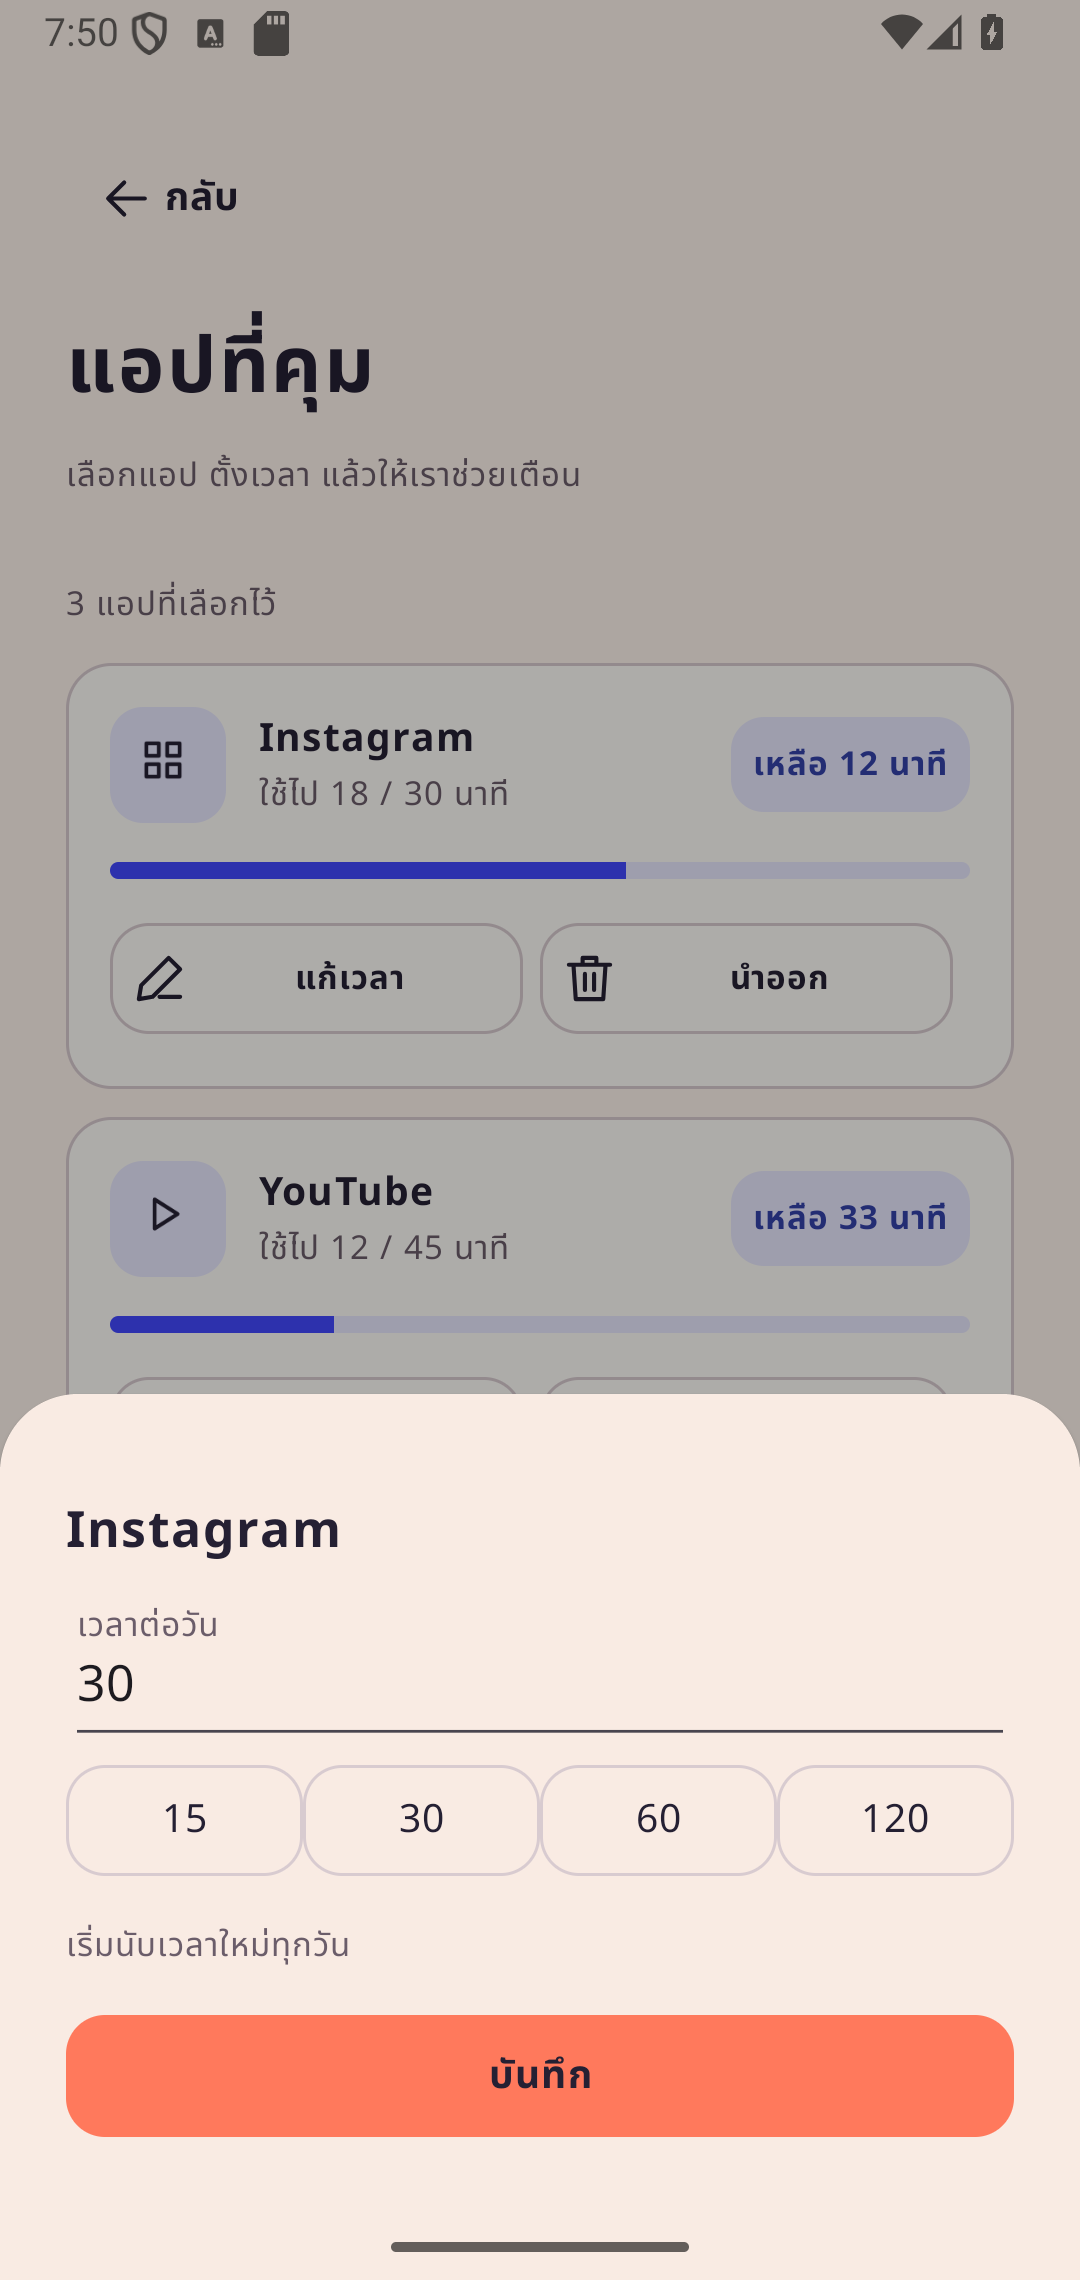 7:50
กลับ
แอปที่คุม
เลือกแอป ตั้งเวลา แล้วให้เราช่วยเตือน
3 แอปที่เลือกไว้
Instagram
ใช้ไป 18 / 30 นาที
เหลือ 12 นาที
แก้เวลา
นำออก
YouTube
ใช้ไป 12 / 45 นาที
เหลือ 33 นาที
Instagram
เวลาต่อวัน
30
15
30
60
120
เริ่มนับเวลาใหม่ทุกวัน
บันทึก